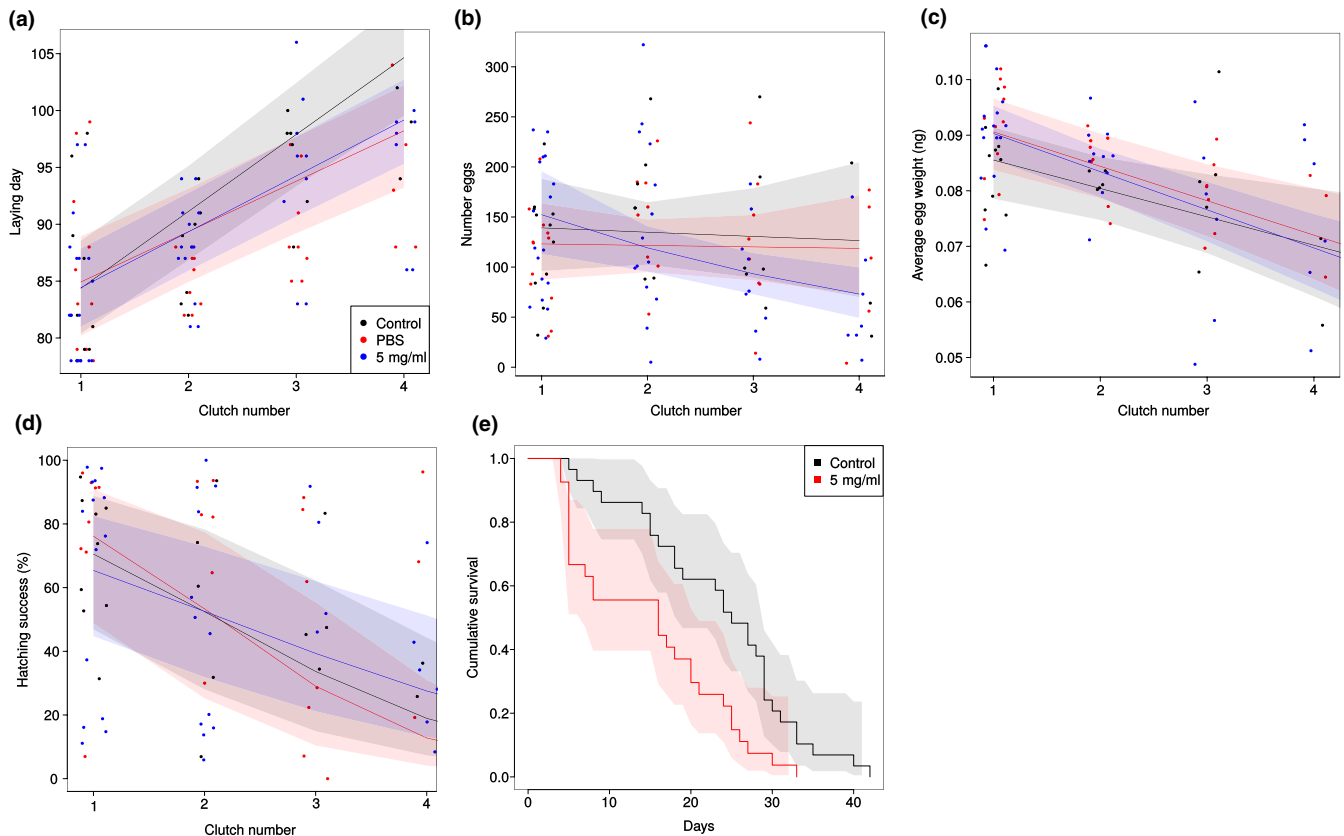 (a)
Laying day
105
100
95
90
85
80
1 2 3 4
Clutch number
Control
PBS
5 mg/ml
(b)
Number eggs
300
250
200
150
100
50
0
1 2 3 4
Clutch number
(c)
Average egg weight (ng)
0.10
0.09
0.08
0.07
0.06
0.05
1 2 3 4
Clutch number
(d)
Hatching success (%)
100
80
60
40
20
0
1 2 3 4
Clutch number
(e)
Cumulative survival
1.0
0.8
0.6
0.4
0.2
0.0
0 10 20 30 40
Days
Control
5 mg/ml